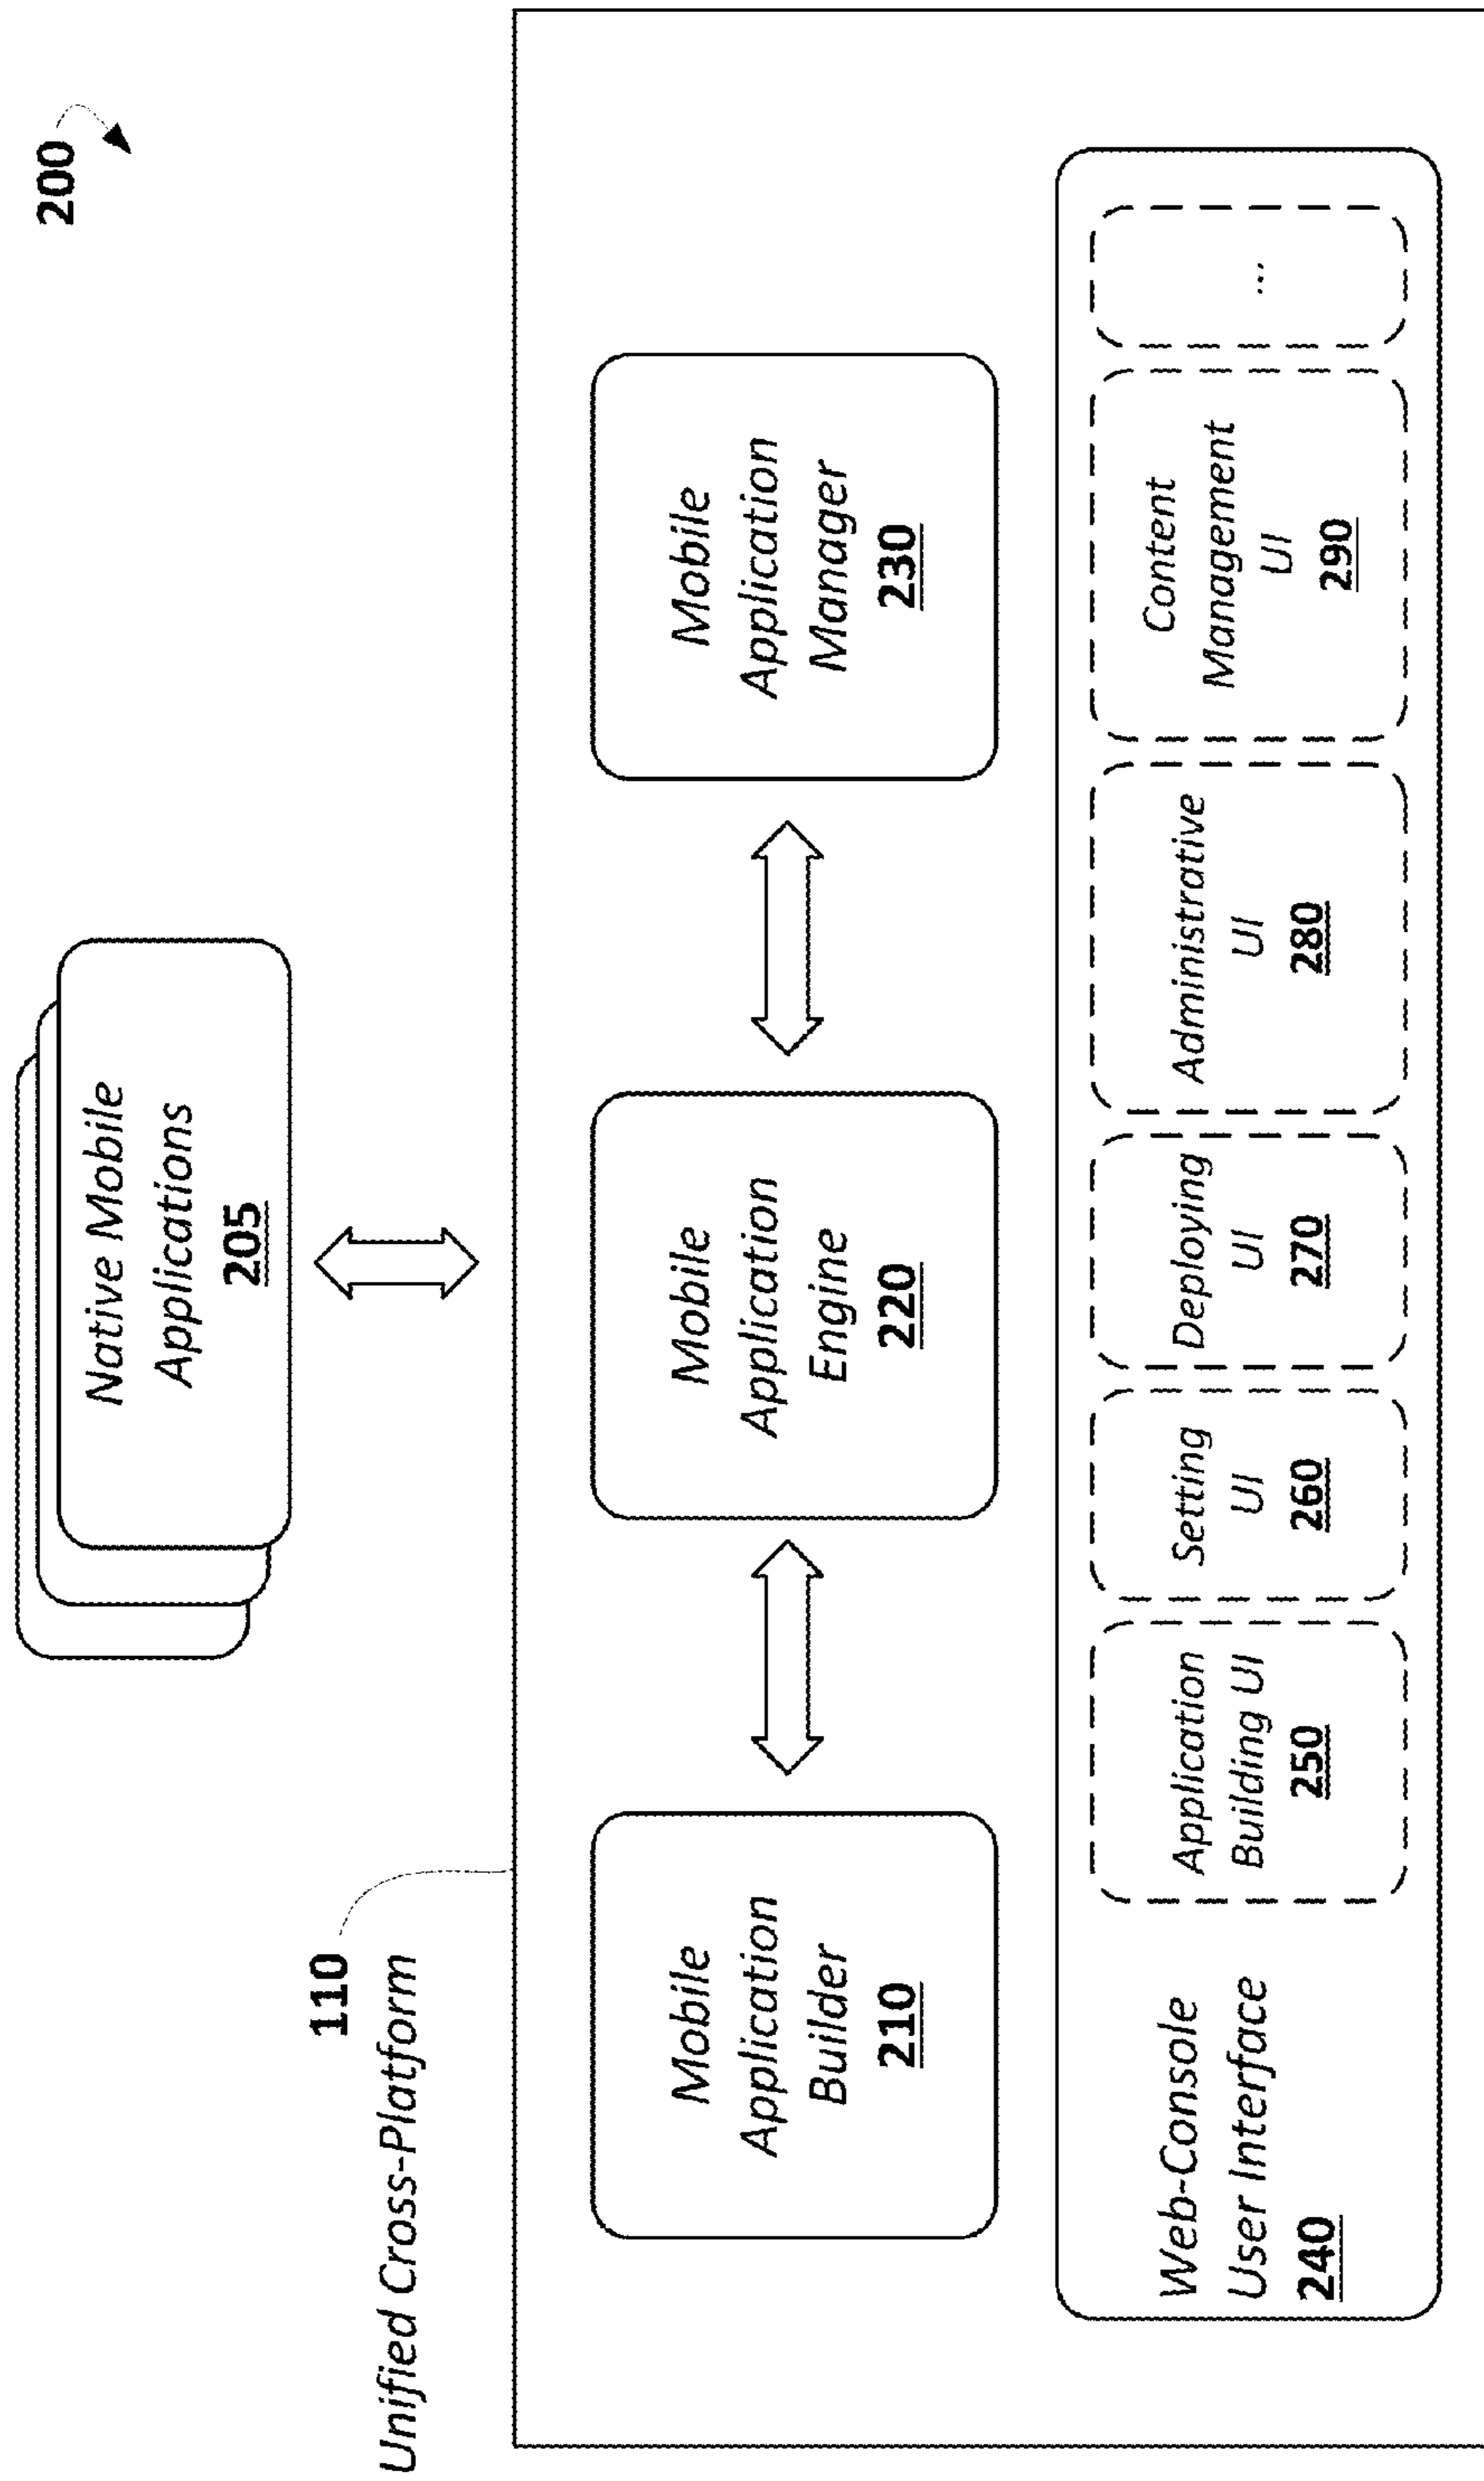 200
Native Mobile
Applications
205
110
Unified Cross-Platform
Mobile
Application
Builder
210
Mobile
Application
Engine
220
Mobile
Application
Manager
230
Web-Console
User Interface
240
Application
Building UI
250
Setting
UI
260
Deploying
UI
270
Administrative
UI
280
Content
Management
UI
290
...